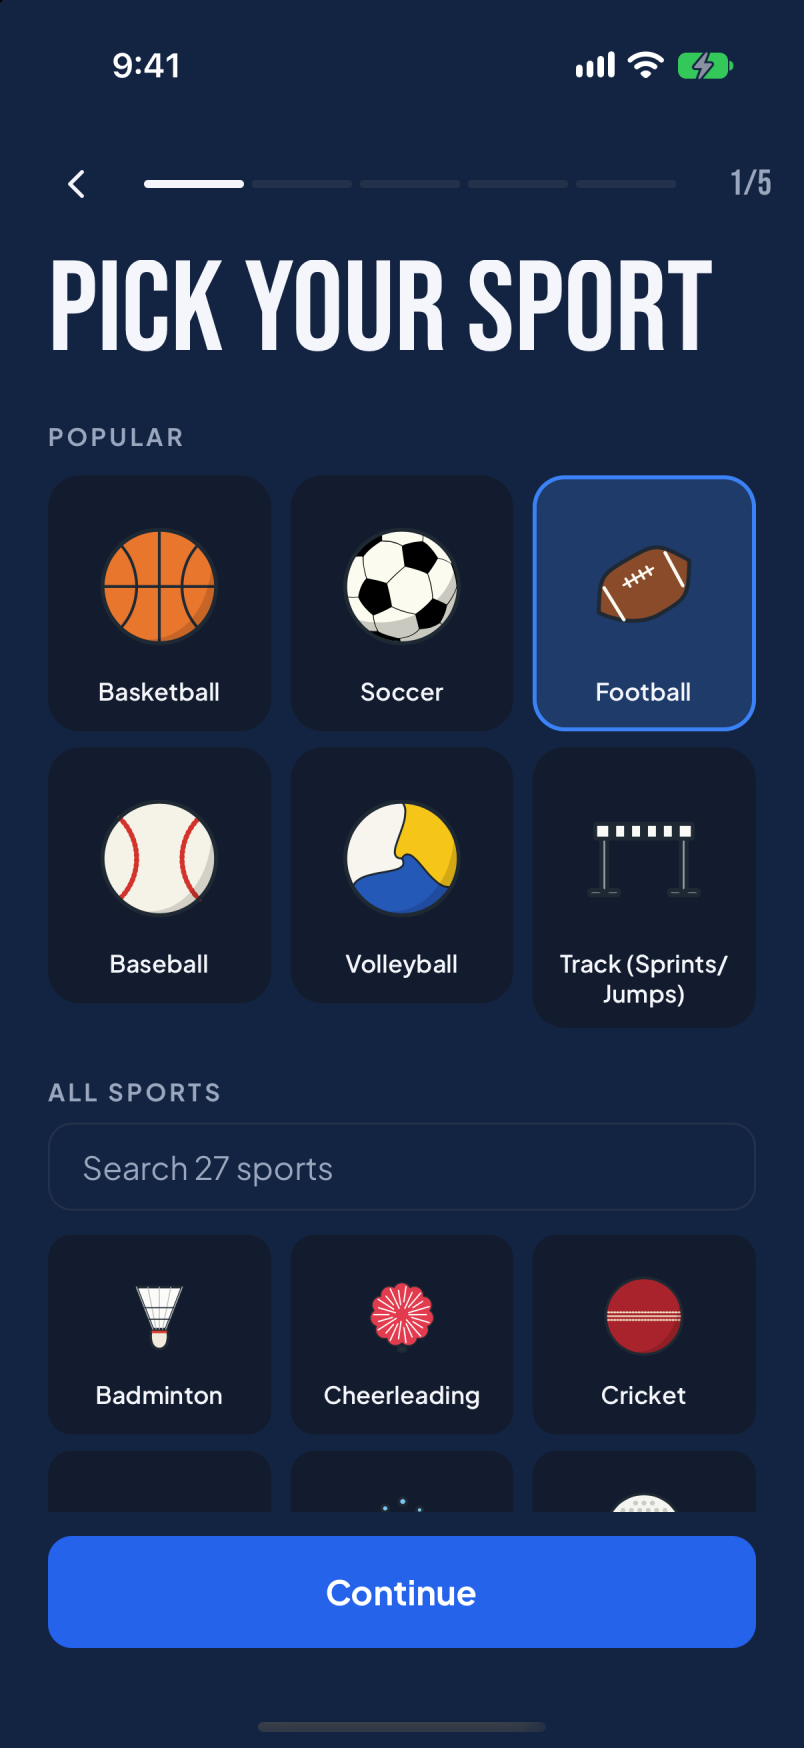 9:41
1/5
PICK YOUR SPORT
POPULAR
Basketball
Soccer
Football
Baseball
Volleyball
Track (Sprints/
Jumps)
ALL SPORTS
Search 27 sports
Badminton
Cheerleading
Cricket
Continue